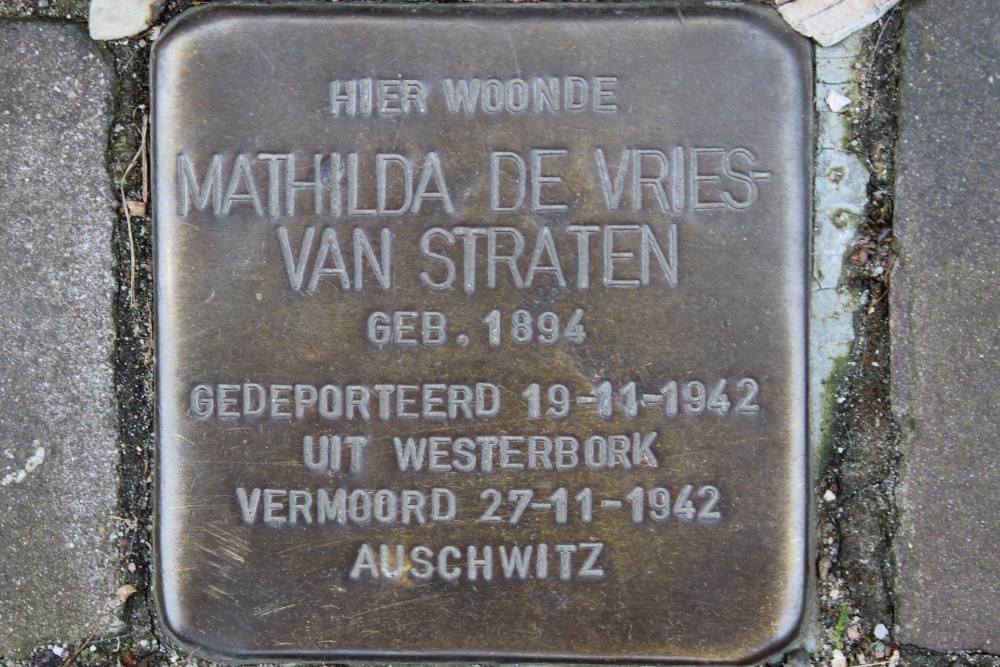 HIER WOONDE
MATHILDA DE VRIES-
VAN STRATEN
GEB. 1894
GEDEPORTEERD 19-11-1942
UIT WESTERBORK
VERMOORD 27-11-1942
AUSCHWITZ